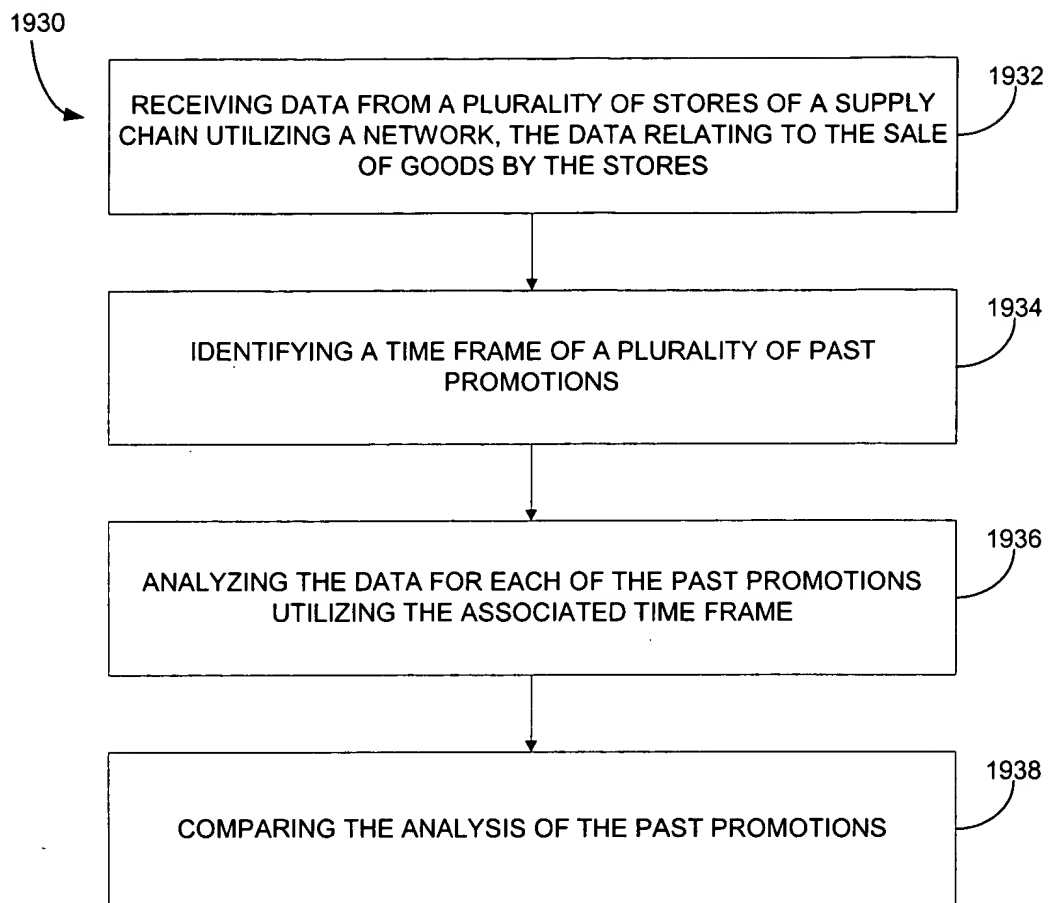 1930
1932
RECEIVING DATA FROM A PLURALITY OF STORES OF A SUPPLY
CHAIN UTILIZING A NETWORK, THE DATA RELATING TO THE SALE
OF GOODS BY THE STORES
1934
IDENTIFYING A TIME FRAME OF A PLURALITY OF PAST
PROMOTIONS
1936
ANALYZING THE DATA FOR EACH OF THE PAST PROMOTIONS
UTILIZING THE ASSOCIATED TIME FRAME
1938
COMPARING THE ANALYSIS OF THE PAST PROMOTIONS